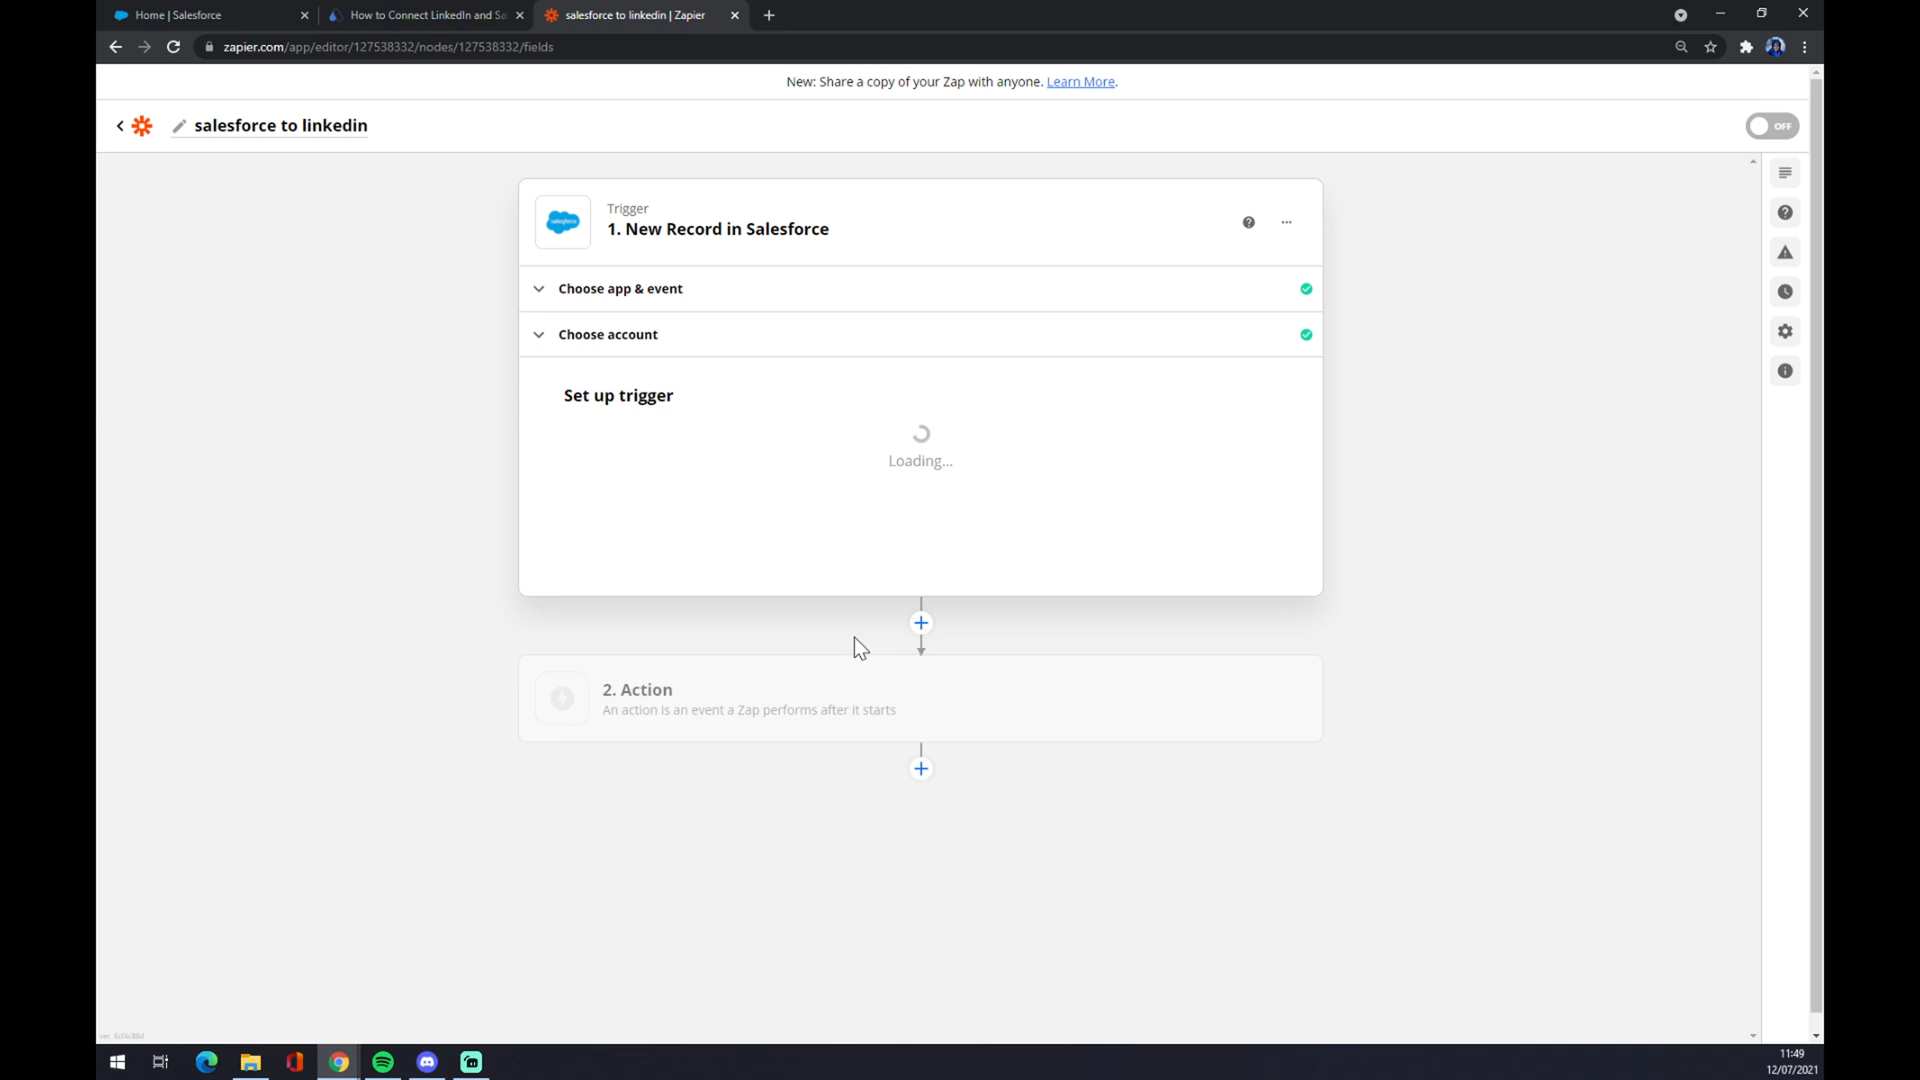 Home | Salesforce
How to Connect LinkedIn and Sa
salesforce to linkedin | Zapier
zapier.com/app/editor/127538332/nodes/127538332/fields
New: Share a copy of your Zap with anyone. Learn More.
salesforce to linkedin
OFF
salesforce
Trigger
1. New Record in Salesforce
Choose app & event
Choose account
Set up trigger
Loading...
2. Action
An action is an event a Zap performs after it starts
11:49
12/07/2021